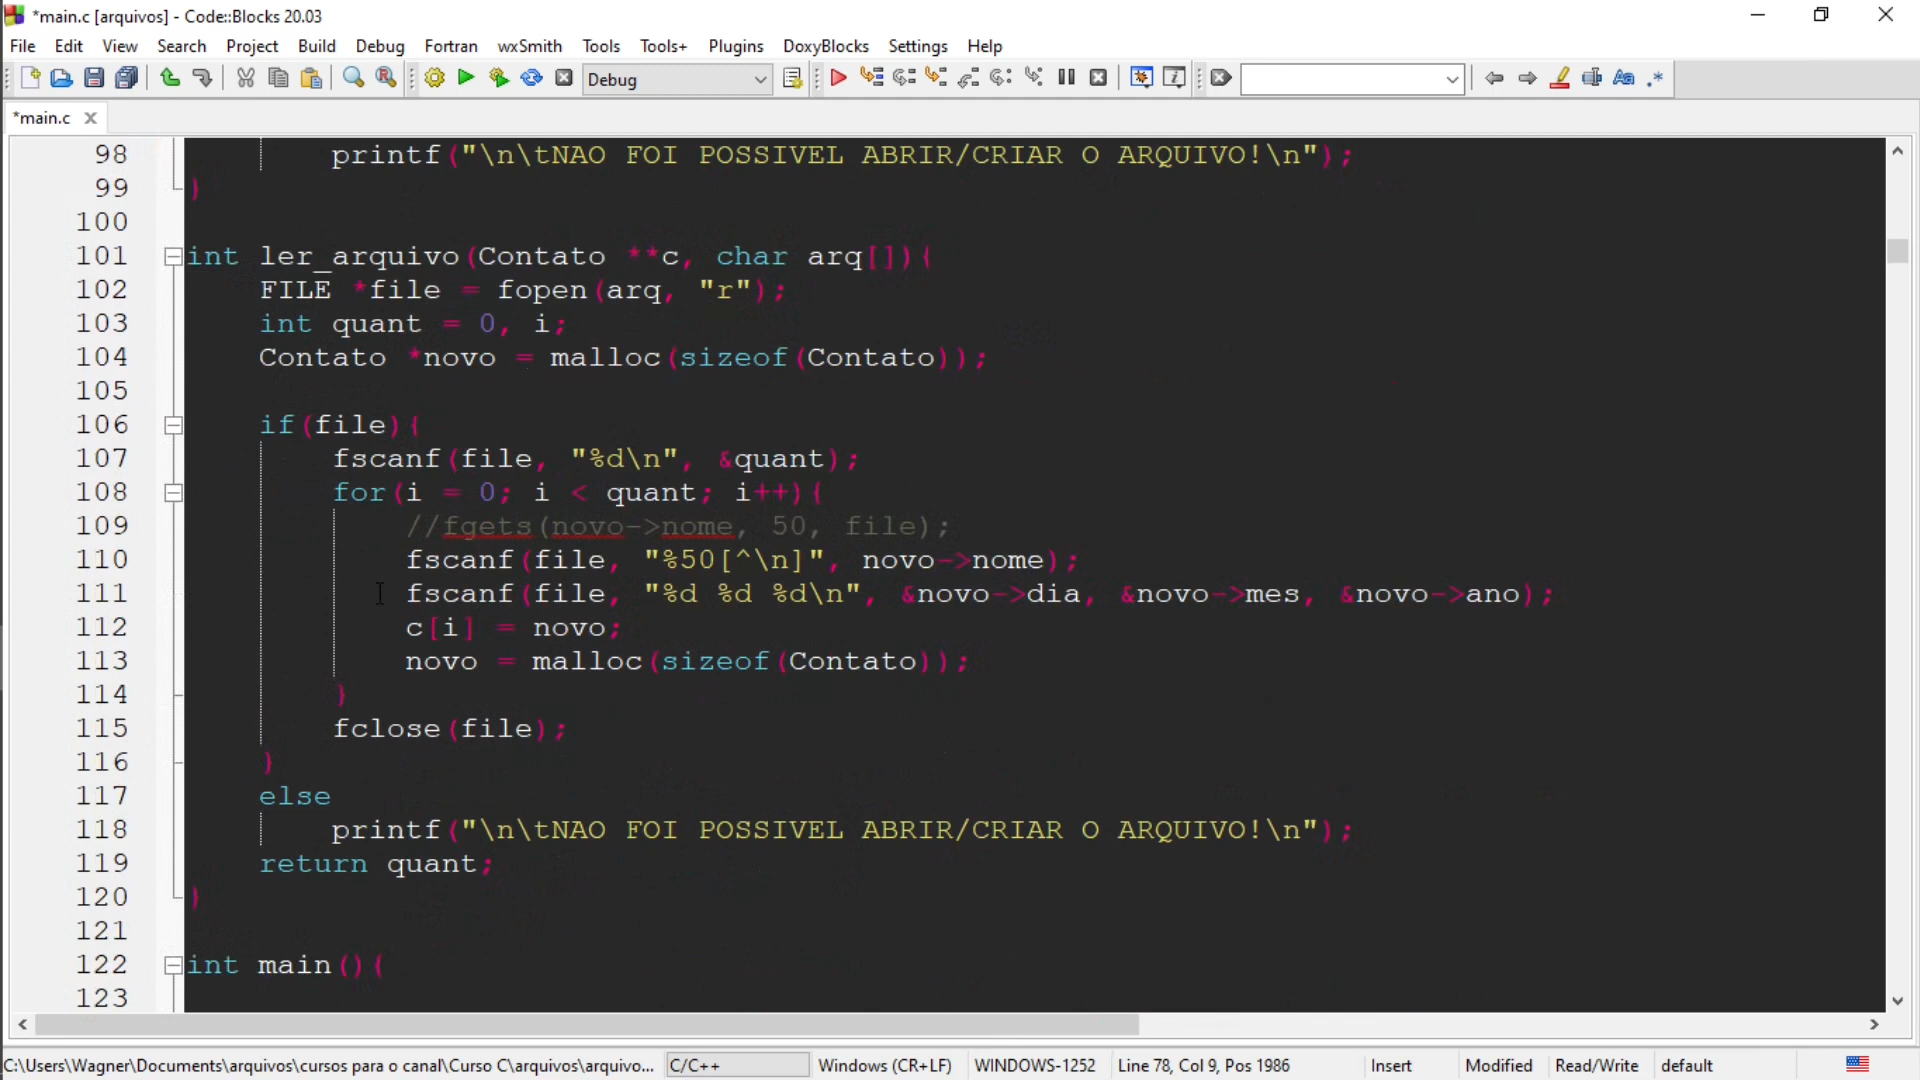 *main.c [arquivos] - Code::Blocks 20.03
File Edit View Search Project Build Debug Fortran wxSmith Tools Tools+ Plugins DoxyBlocks Settings Help
Debug
*main.c
98 printf("\n\tNAO FOI POSSIVEL ABRIR/CRIAR O ARQUIVO!\n");
99 }
100
101 int ler_arquivo(Contato **c, char arq[]){
102 FILE *file = fopen(arq, "r");
103 int quant = 0, i;
104 Contato *novo = malloc(sizeof(Contato));
105
106 if(file){
107 fscanf(file, "%d\n", &quant);
108 for(i = 0; i < quant; i++){
109 //fgets(novo->nome, 50, file);
110 fscanf(file, "%50[^\n]", novo->nome);
111 fscanf(file, "%d %d %d\n", &novo->dia, &novo->mes, &novo->ano);
112 c[i] = novo;
113 novo = malloc(sizeof(Contato));
114 }
115 fclose(file);
116 }
117 else
118 printf("\n\tNAO FOI POSSIVEL ABRIR/CRIAR O ARQUIVO!\n");
119 return quant;
120 }
121
122 int main(){
123
C:\Users\Wagner\Documents\arquivos\cursos para o canal\Curso C\arquivos\arquivo... C/C++ Windows (CR+LF) WINDOWS-1252 Line 78, Col 9, Pos 1986 Insert Modified Read/Write default